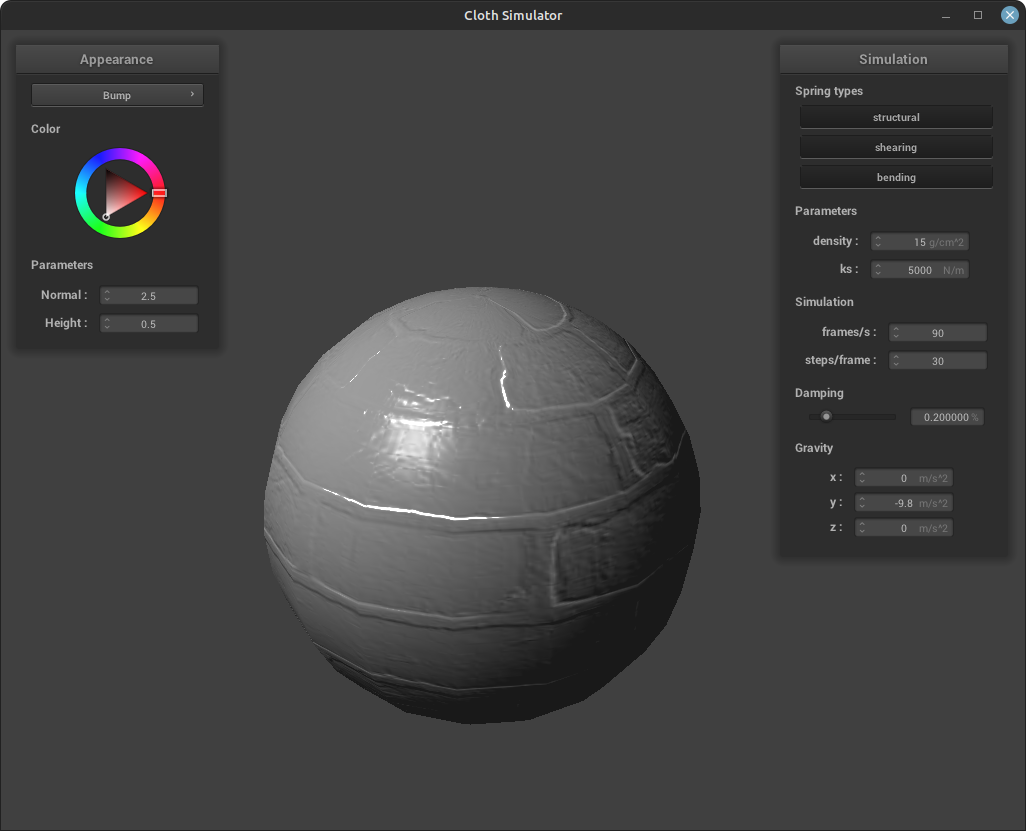 Cloth Simulator
Appearance
Bump
Color
Parameters
Normal : 2.5
Height : 0.5
Simulation
Spring types
structural
shearing
bending
Parameters
density : 15 g/cm^2
ks : 5000 N/m
Simulation
frames/s : 90
steps/frame : 30
Damping
0.200000 %
Gravity
x : 0 m/s^2
y : -9.8 m/s^2
z : 0 m/s^2